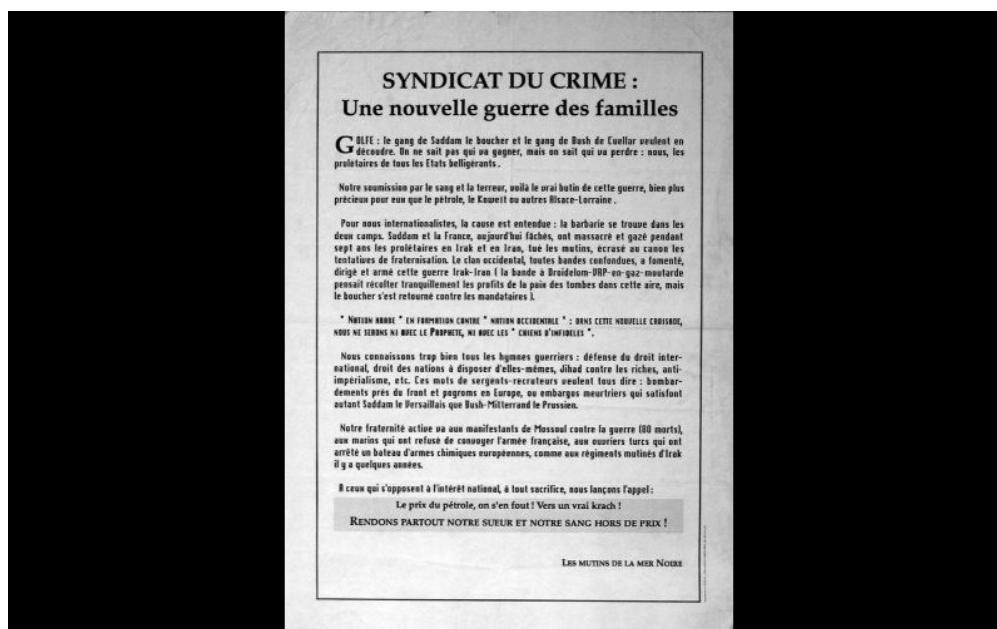 SYNDICAT DU CRIME :
Une nouvelle guerre des familles
GOLFE : le gang de Saddam le boucher et le gang de Bush de Cuellar veulent en
découdre. On ne sait pas qui va gagner, mais on sait qui va perdre : nous, les
prolétaires de tous les Etats belligérants .
Notre soumission par le sang et la terreur, voilà le vrai butin de cette guerre, bien plus
précieux pour eux que le pétrole, le Koweït ou autres Alsace-Lorraine .
Pour nous internationalistes, la cause est entendue : la barbarie se trouve dans les
deux camps. Saddam et la France, aujourd'hui fâchés, ont massacré et gazé pendant
sept ans les prolétaires en Irak et en Iran, tué les mutins, écrasé au canon les
tentatives de fraternisation. Le clan occidental, toutes bandes confondues, a fomenté,
dirigé et armé cette guerre Irak-Iran ( la bande à Droidelom-VRP-en-gaz-moutarde
pensait récolter tranquillement les profits de la paix des tombes dans cette aire, mais
le boucher s'est retourné contre les mandataires ).
" NATION ARABE " EN FORMATION CONTRE " NATION OCCIDENTALE " : DANS CETTE NOUVELLE CROISADE,
NOUS NE SERONS NI AVEC LE PROPHETE, NI AVEC LES " CHIENS D'INFIDELES ".
Nous connaissons trop bien tous les hymnes guerriers : défense du droit inter-
national, droit des nations à disposer d'elles-mêmes, Jihad contre les riches, anti-
impérialisme, etc. Ces mots de sergents-recruteurs veulent tous dire : bombar-
dements près du front et pogroms en Europe, ou embargos meurtriers qui satisfont
autant Saddam le Versaillais que Bush-Mitterrand le Prussien.
Notre fraternité active va aux manifestants de Mossoul contre la guerre (80 morts),
aux marins qui ont refusé de convoyer l'armée française, aux ouvriers turcs qui ont
arrêté un bateau d'armes chimiques européennes, comme aux régiments mutinés d'Irak
il y a quelques années.
A ceux qui s'opposent à l'intérêt national, à tout sacrifice, nous lançons l'appel :
Le prix du pétrole, on s'en fout ! Vers un vrai krach !
RENDONS PARTOUT NOTRE SUEUR ET NOTRE SANG HORS DE PRIX !
LES MUTINS DE LA MER NOIRE